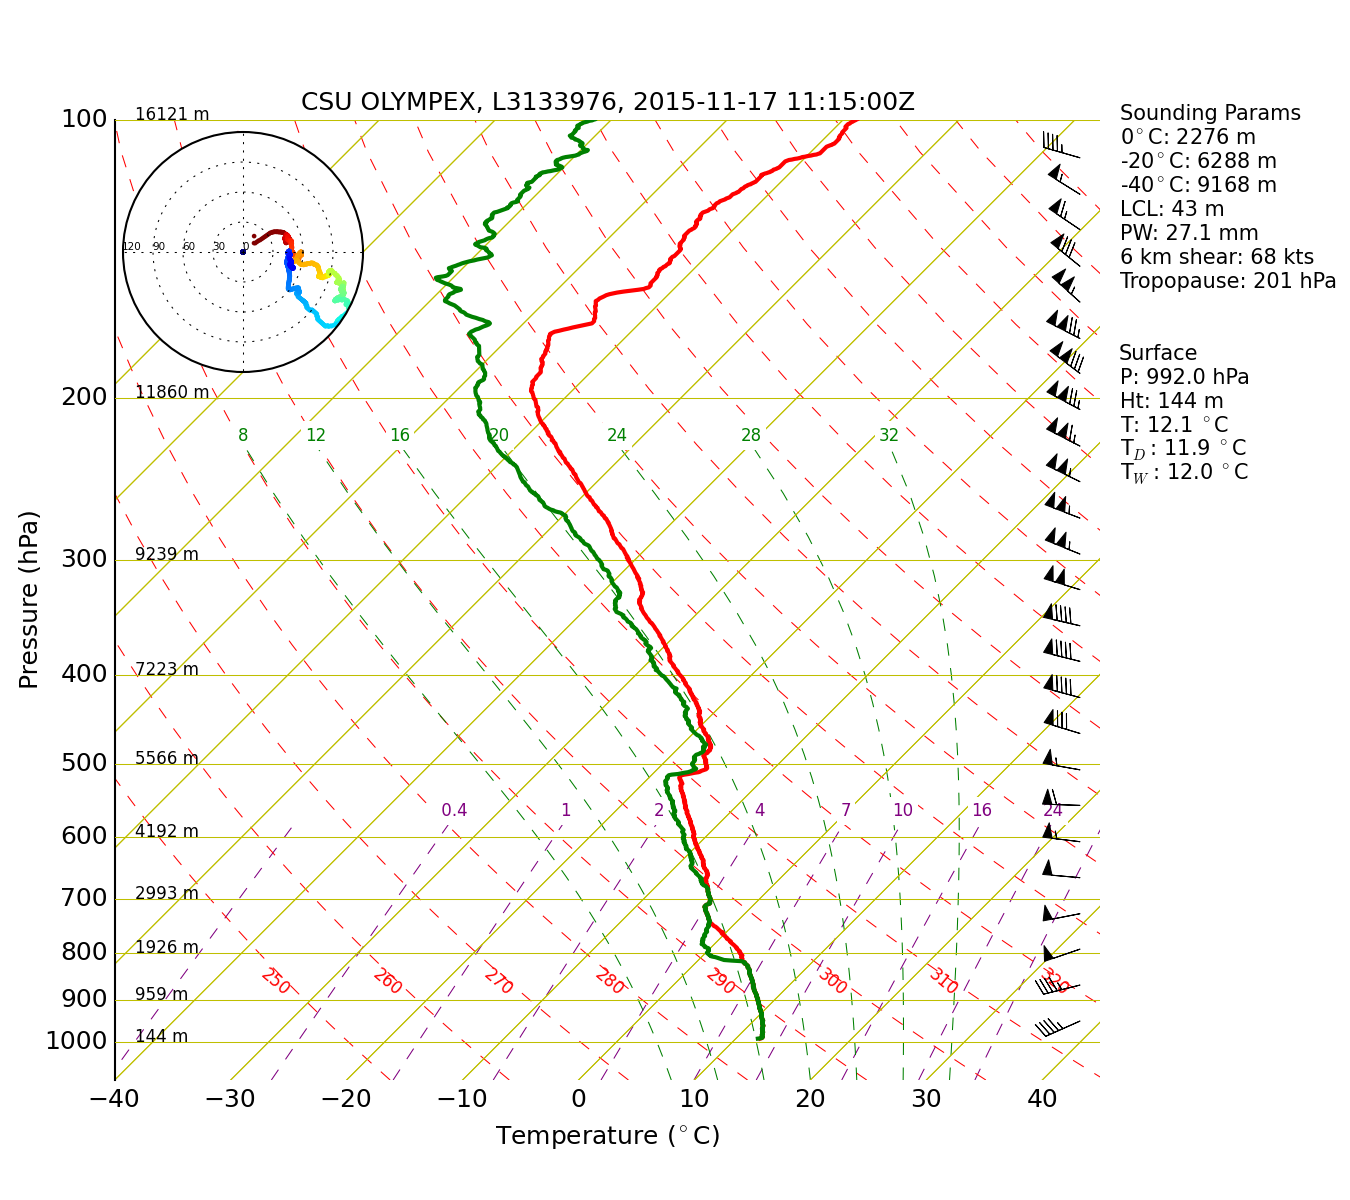 CSU OLYMPEX, L3133976, 2015-11-17 11:15:00Z
Sounding Params
0°C: 2276 m
-20°C: 6288 m
-40°C: 9168 m
LCL: 43 m
PW: 27.1 mm
6 km shear: 68 kts
Tropopause: 201 hPa
Surface
P: 992.0 hPa
Ht: 144 m
T: 12.1 °C
T_D : 11.9 °C
T_W : 12.0 °C
Pressure (hPa)
100 16121 m
120 90 60 30 0
200 11860 m
8 12 16 20 24 28 32
300 9239 m
400 7223 m
500 5566 m
0.4 1 2 4 7 10 16 24
600 4192 m
700 2993 m
800 1926 m
250 260 270 280 290 300 310 320
900 959 m
1000 144 m
−40 −30 −20 −10 0 10 20 30 40
Temperature (°C)